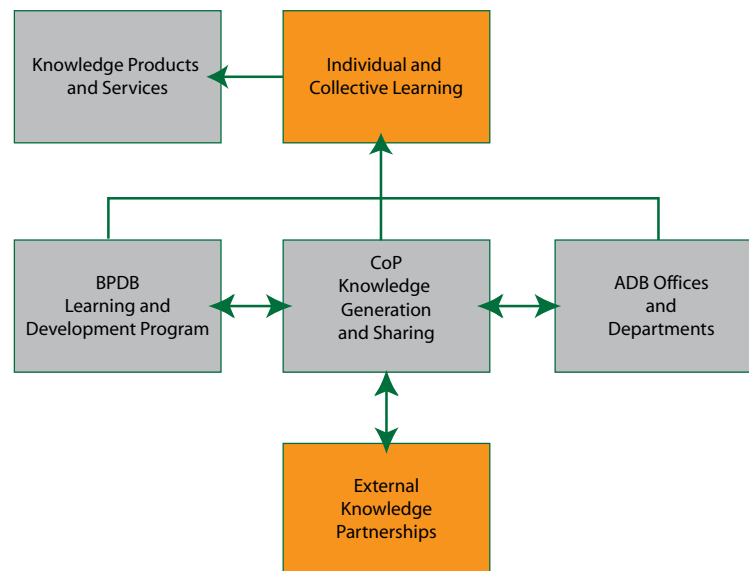 Knowledge Products
and Services
Individual and
Collective Learning
BPDB
Learning and
Development Program
CoP
Knowledge
Generation
and Sharing
ADB Offices
and
Departments
External
Knowledge
Partnerships